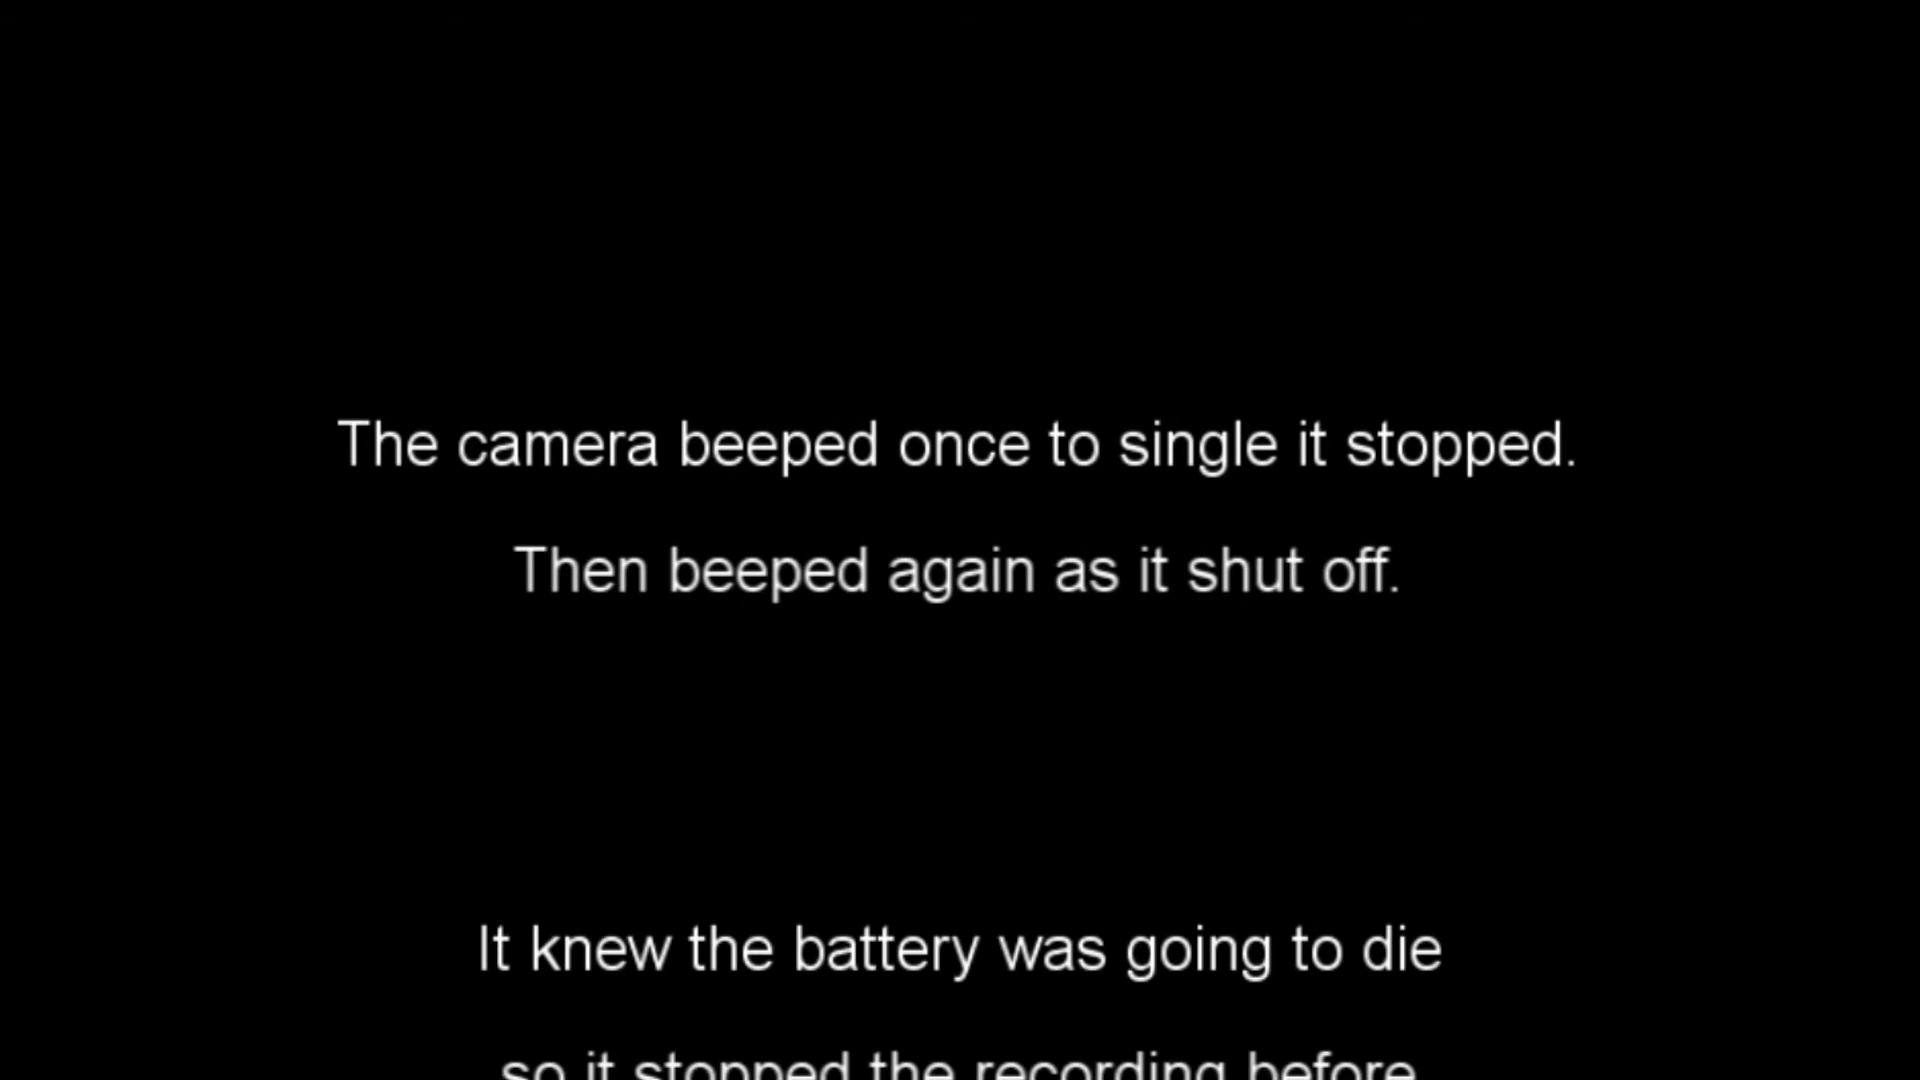 The camera beeped once to single it stopped.
Then beeped again as it shut off.
It knew the battery was going to die
so it stopped the recording before